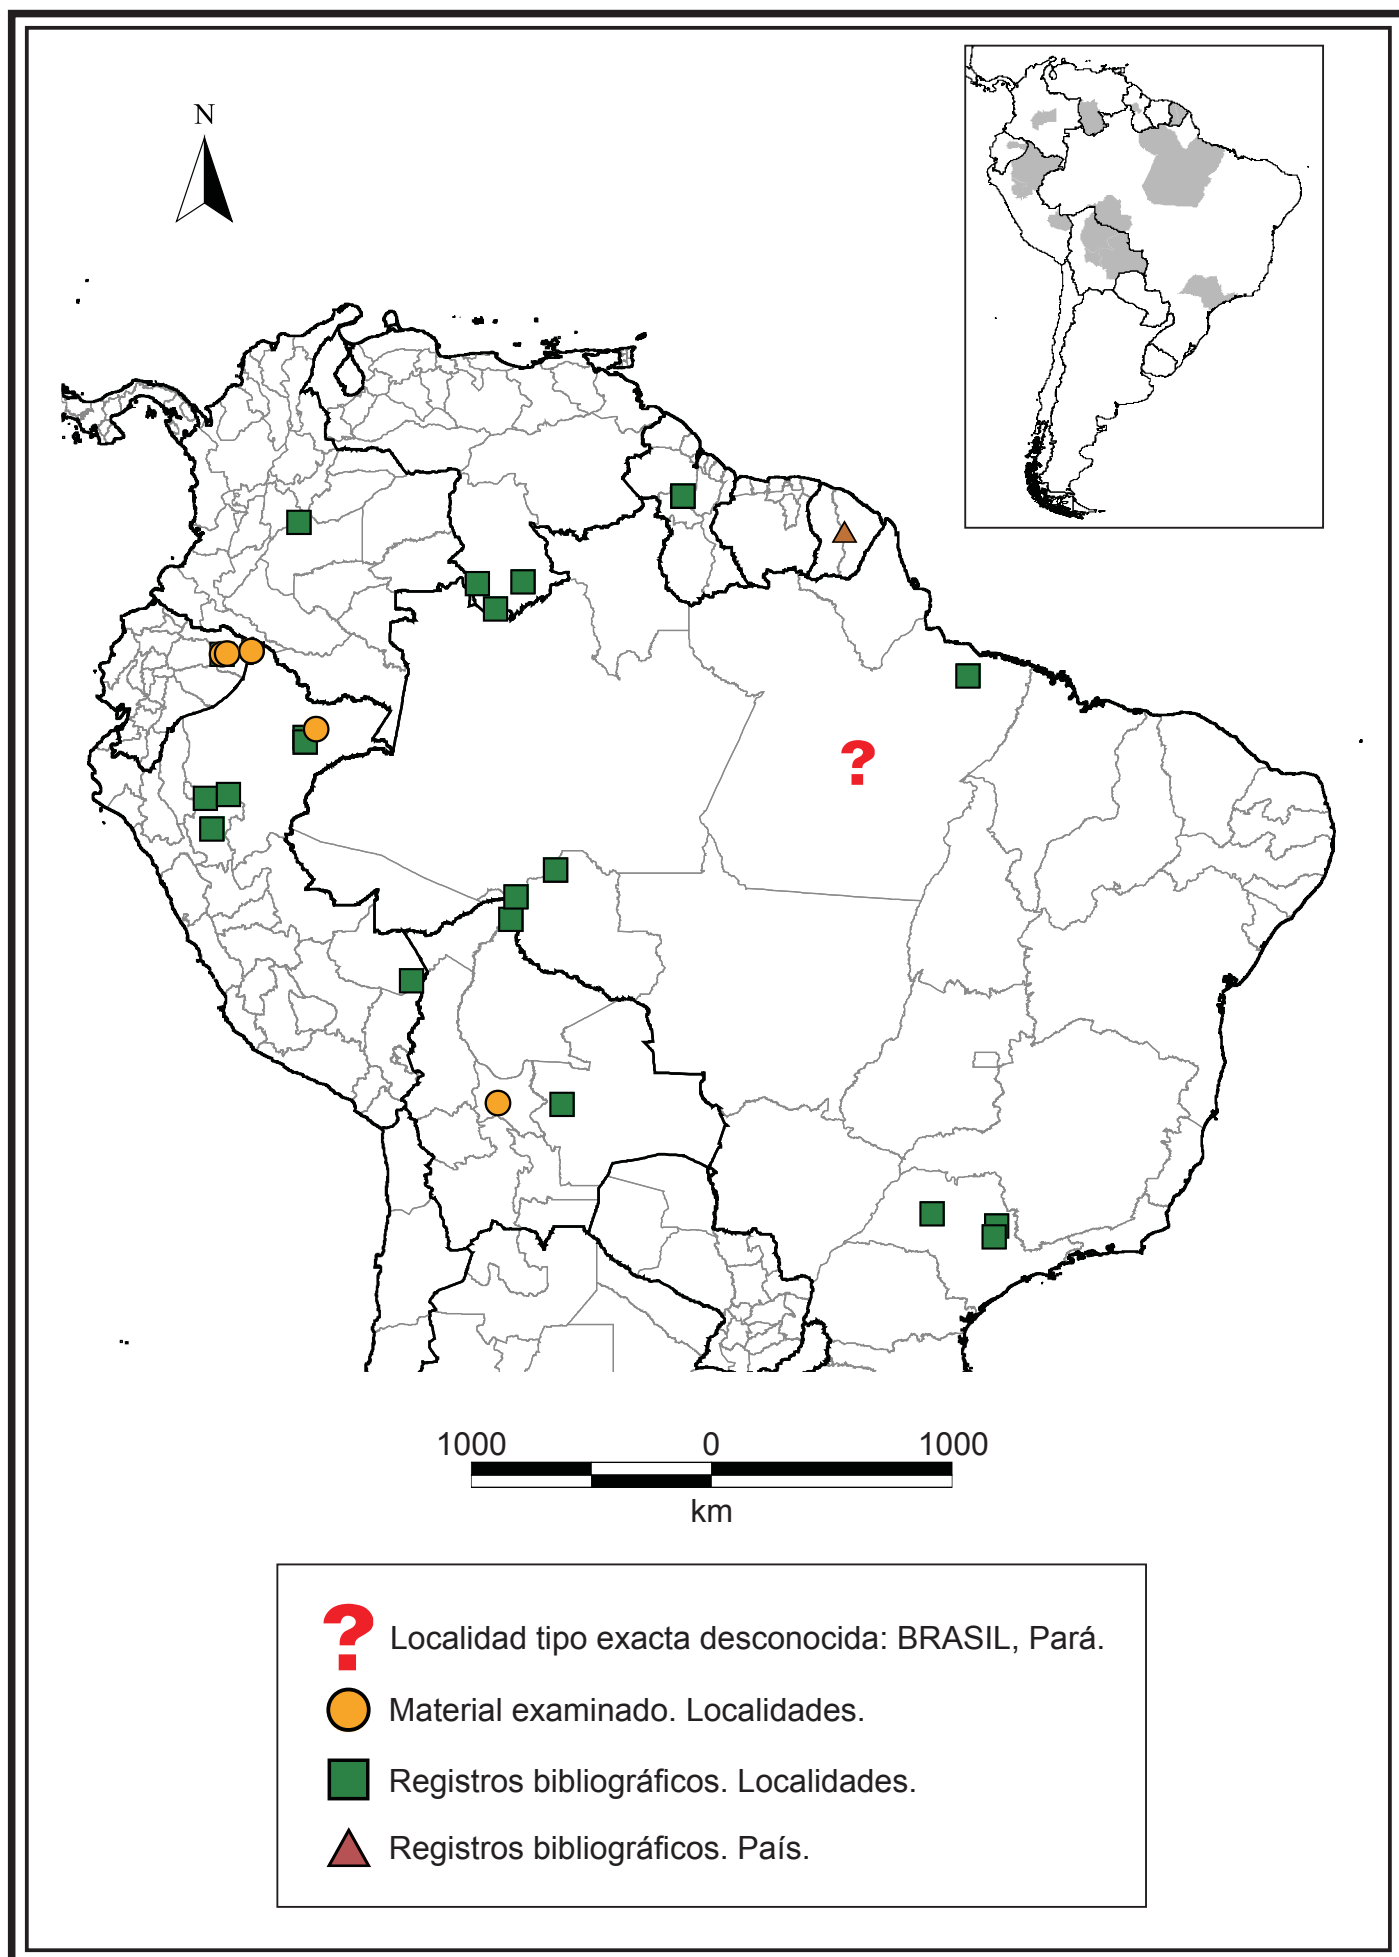 N
1000 0 1000
km
Localidad tipo exacta desconocida: BRASIL, Pará.
Material examinado. Localidades.
Registros bibliográficos. Localidades.
Registros bibliográficos. País.